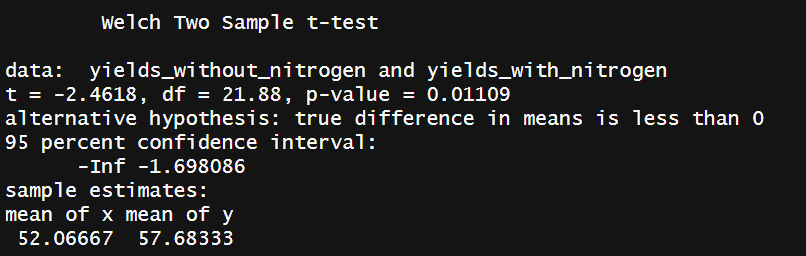 Welch Two Sample t-test
data:  yields_without_nitrogen and yields_with_nitrogen
t = -2.4618, df = 21.88, p-value = 0.01109
alternative hypothesis: true difference in means is less than 0
95 percent confidence interval:
-Inf -1.698086
sample estimates:
mean of x mean of y
52.06667  57.68333